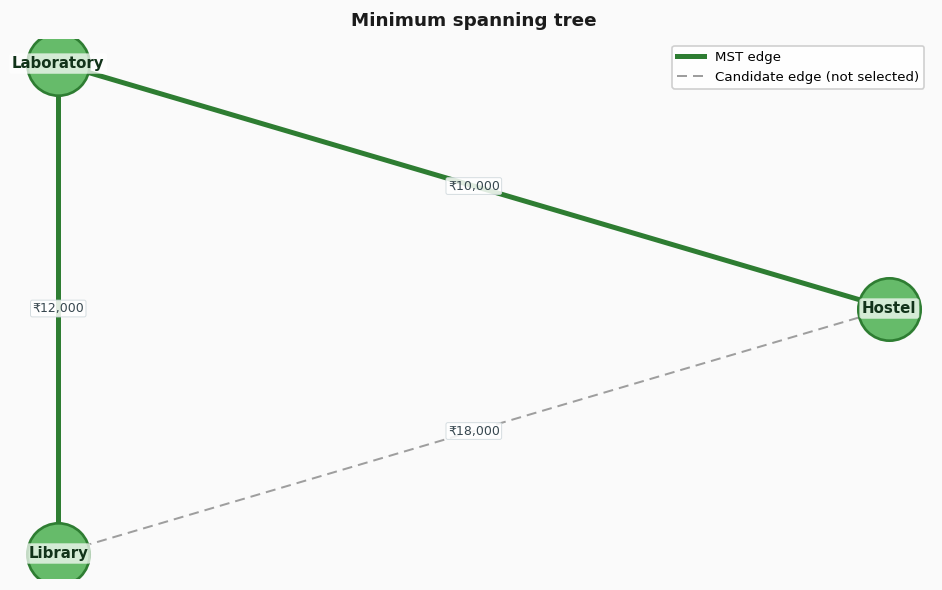 Minimum spanning tree
Laboratory
MST edge
Candidate edge (not selected)
₹10,000
₹12,000
Hostel
₹18,000
Library